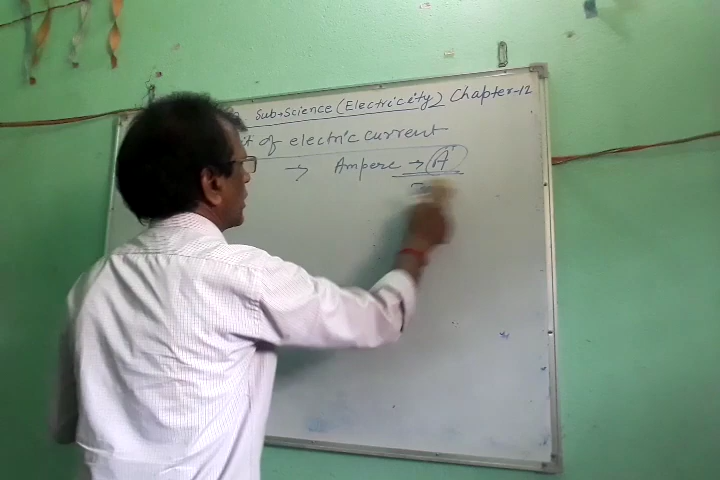 Sub→Science (Electricity) Chapter-12
of electric current
→ Ampere → A